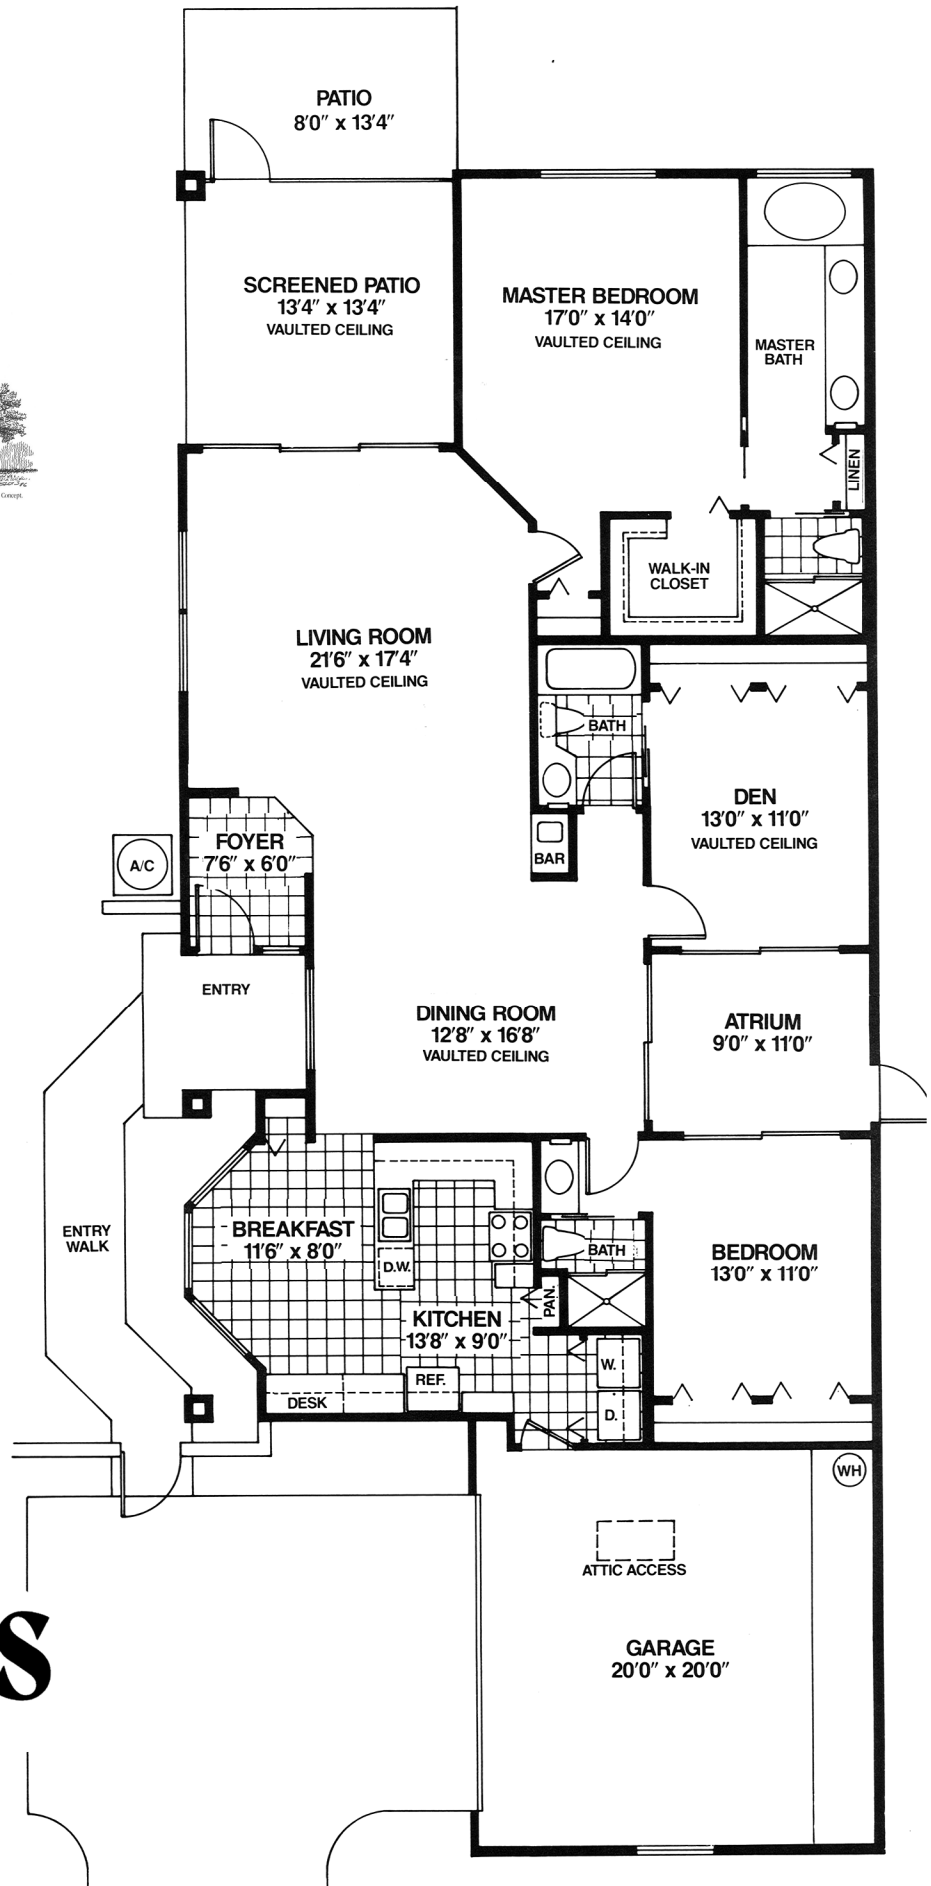 PATIO
8'0" x 13'4"
SCREENED PATIO
13'4" x 13'4"
VAULTED CEILING
MASTER BEDROOM
17'0" x 14'0"
VAULTED CEILING
MASTER
BATH
LINEN
Concept.
WALK-IN
CLOSET
LIVING ROOM
21'6" x 17'4"
VAULTED CEILING
BATH
DEN
13'0" x 11'0"
VAULTED CEILING
FOYER
7'6" x 6'0"
A/C
BAR
ENTRY
DINING ROOM
12'8" x 16'8"
VAULTED CEILING
ATRIUM
9'0" x 11'0"
ENTRY
WALK
BREAKFAST
11'6" x 8'0"
D.W.
BATH
BEDROOM
13'0" x 11'0"
PAN.
KITCHEN
13'8" x 9'0"
W.
REF.
DESK
D.
WH
ATTIC ACCESS
GARAGE
20'0" x 20'0"
S